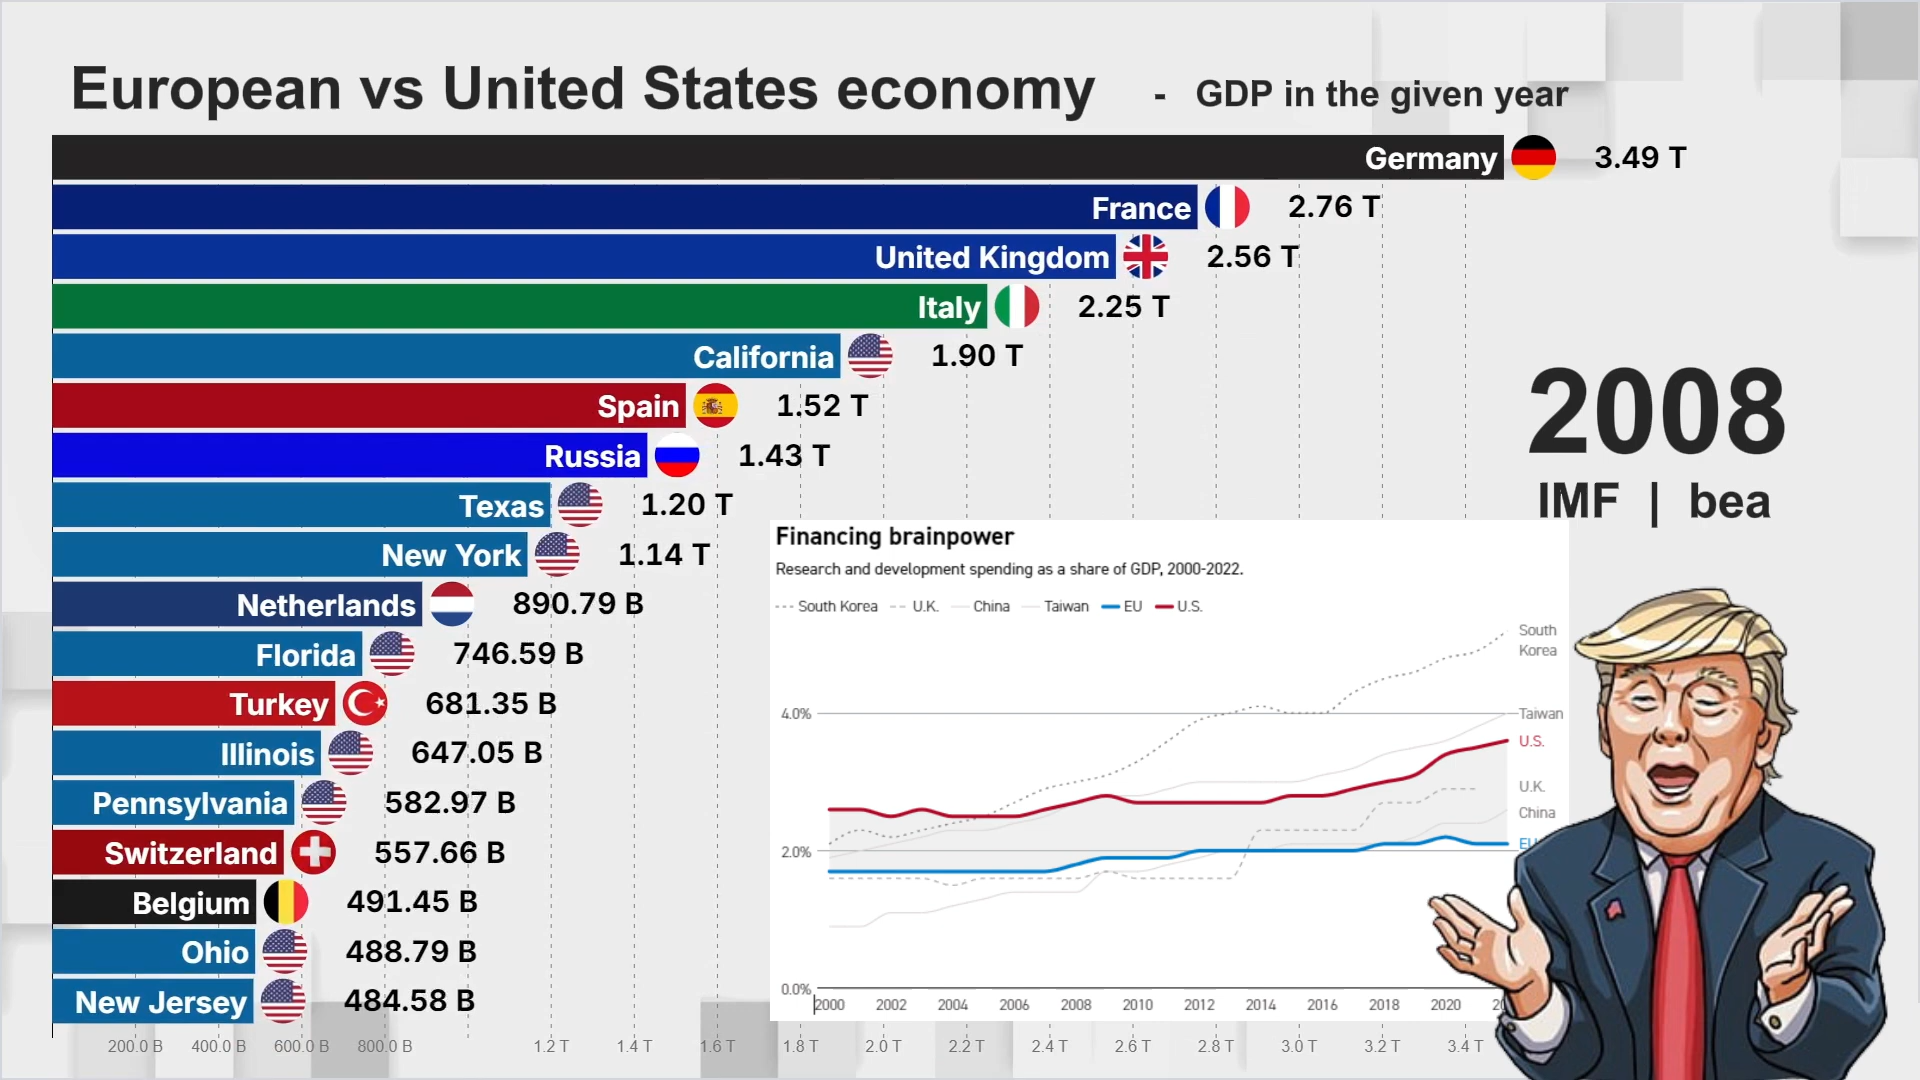 European vs United States economy - GDP in the given year
Germany 3.49 T
France 2.76 T
United Kingdom 2.56 T
Italy 2.25 T
California 1.90 T
Spain 1.52 T
Russia 1.43 T
Texas 1.20 T
New York 1.14 T
Netherlands 890.79 B
Florida 746.59 B
Turkey 681.35 B
Illinois 647.05 B
Pennsylvania 582.97 B
Switzerland 557.66 B
Belgium 491.45 B
Ohio 488.79 B
New Jersey 484.58 B
200.0 B 400.0 B 600.0 B 800.0 B 1.2 T 1.4 T 1.6 T 1.8 T 2.0 T 2.2 T 2.4 T 2.6 T 2.8 T 3.0 T 3.2 T 3.4 T
2008
IMF | bea
Financing brainpower
Research and development spending as a share of GDP, 2000-2022.
South Korea U.K. China Taiwan EU U.S.
South
Korea
4.0% Taiwan
U.S.
U.K.
China
2.0% EU
0.0%
2000 2002 2004 2006 2008 2010 2012 2014 2016 2018 2020